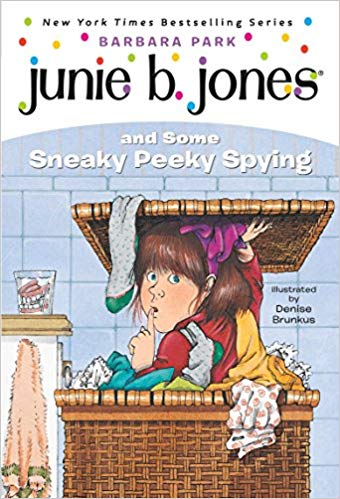 New York Times Bestselling Series
BARBARA PARK
junie b. jones®
and Some
Sneaky Peeky Spying
illustrated
by
Denise
Brunkus